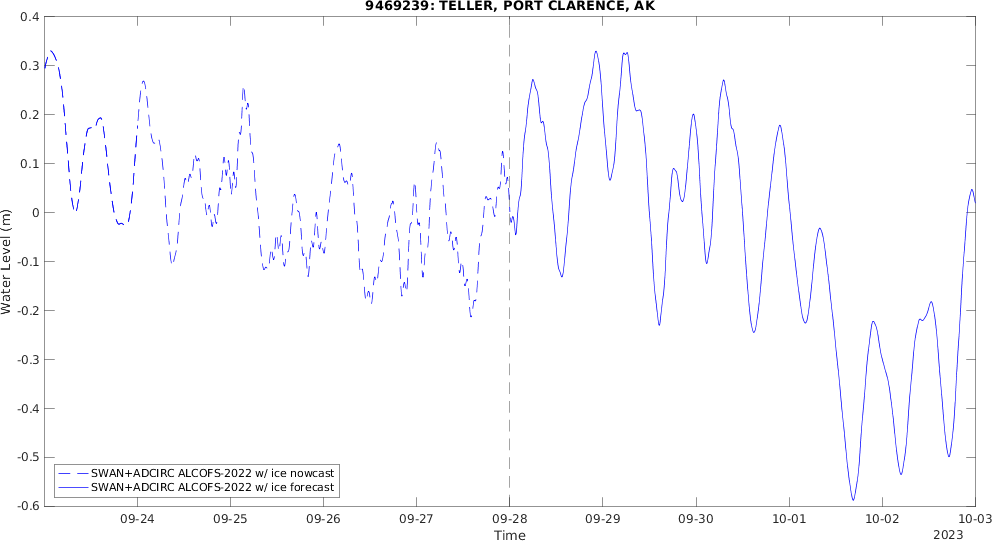 9469239: TELLER, PORT CLARENCE, AK
0.4
0.3
0.2
0.1
0
-0.1
-0.2
-0.3
-0.4
-0.5
-0.6
Water Level (m)
SWAN+ADCIRC ALCOFS-2022 w/ ice nowcast
SWAN+ADCIRC ALCOFS-2022 w/ ice forecast
09-24 09-25 09-26 09-27 09-28 09-29 09-30 10-01 10-02 10-03
Time
2023